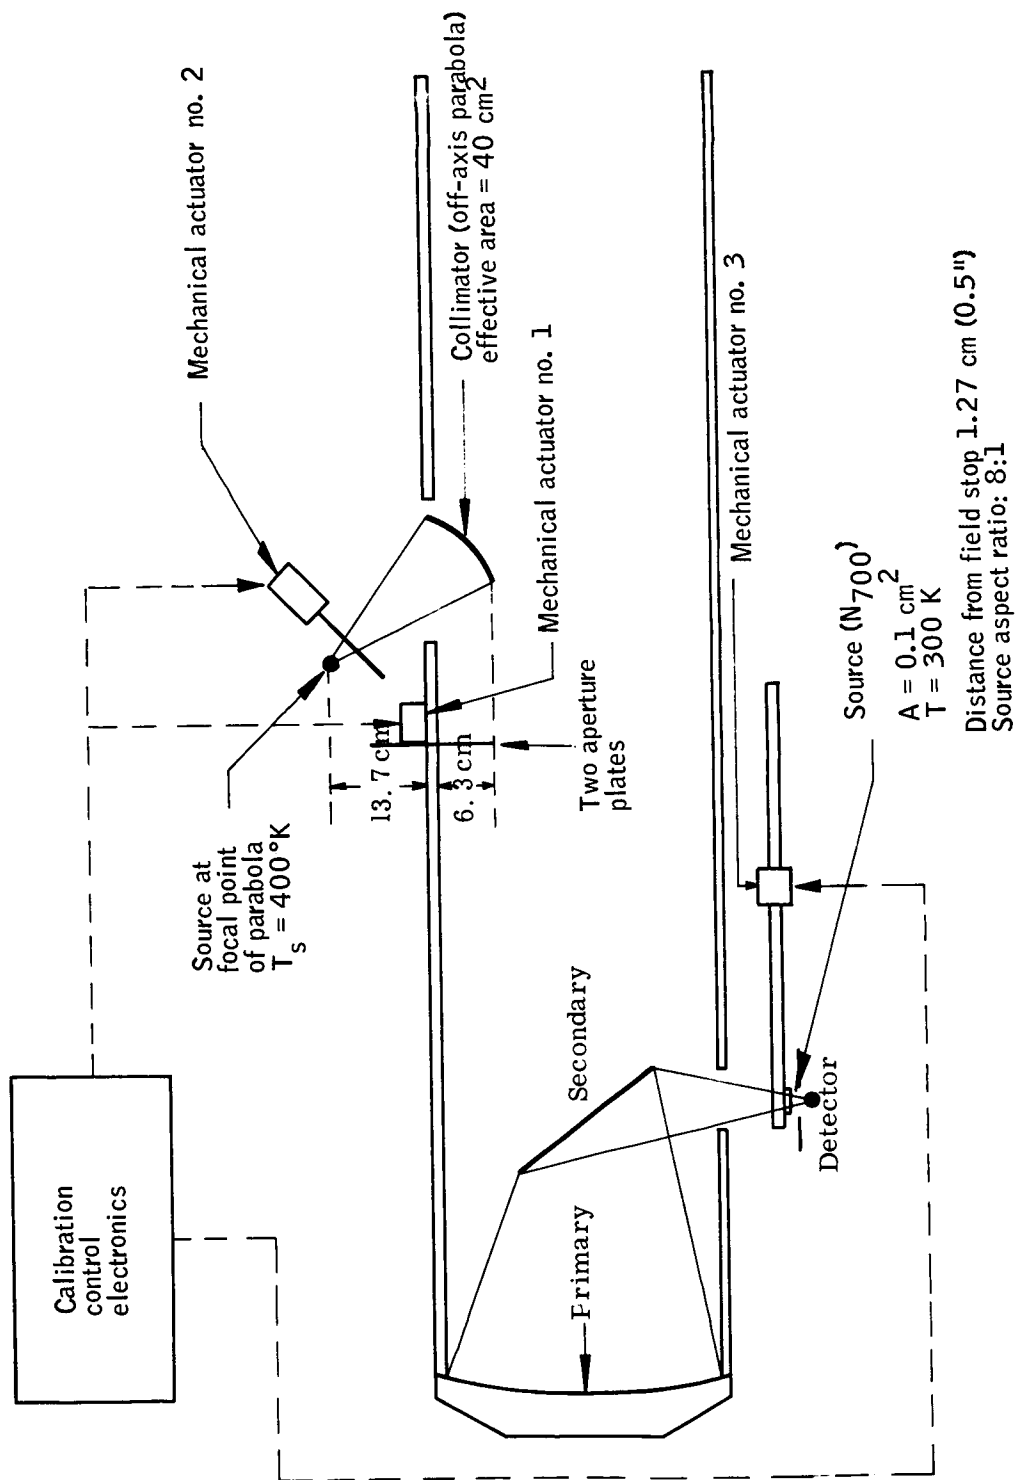 Calibration
control
electronics
Source at
focal point
of parabola
Ts = 400°K
Mechanical actuator no. 2
13.7 cm
6.3 cm
Collimator (off-axis parabola)
effective area = 40 cm2
Mechanical actuator no. 1
Two aperture
plates
Primary
Secondary
Mechanical actuator no. 3
Detector
Source (N700)
A = 0.1 cm2
T = 300 K
Distance from field stop 1.27 cm (0.5")
Source aspect ratio: 8:1